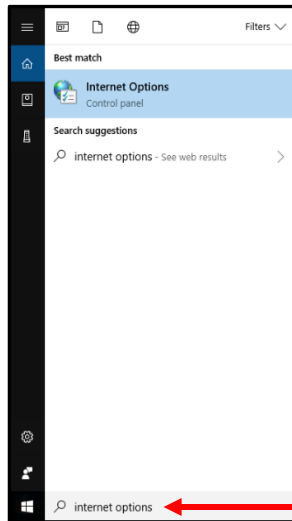 Filters
Best match
Internet Options
Control panel
Search suggestions
internet options - See web results
internet options